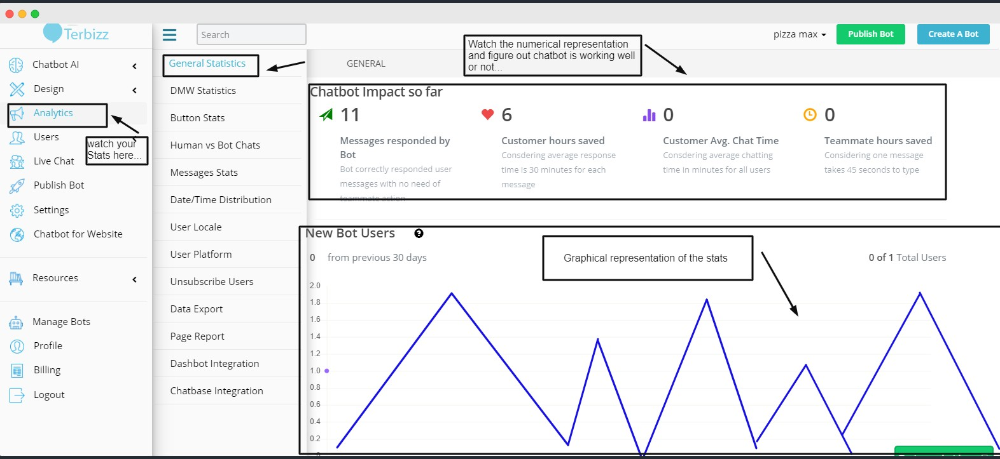 Terbizz
Search
pizza max
Publish Bot
Create A Bot
Chatbot AI
Design
Analytics
Users
Live Chat
Publish Bot
Settings
Chatbot for Website
Resources
Manage Bots
Profile
Billing
Logout
watch your
Stats here...
General Statistics
DMW Statistics
Button Stats
Human vs Bot Chats
Messages Stats
Date/Time Distribution
User Locale
User Platform
Unsubscribe Users
Data Export
Page Report
Dashbot Integration
Chatbase Integration
GENERAL
Watch the numerical representation
and figure out chatbot is working well
or not...
Chatbot Impact so far
11
Messages responded by
Bot
Bot correctly responded user
messages with no need of
teammate action
6
Customer hours saved
Consdering average response
time is 30 minutes for each
message
0
Customer Avg. Chat Time
Consdering average chatting
time in minutes for all users
0
Teammate hours saved
Considering one message
takes 45 seconds to type
New Bot Users ?
0 from previous 30 days
Graphical representation of the stats
0 of 1 Total Users
2.0
1.8
1.6
1.4
1.2
1.0
0.8
0.6
0.4
0.2
0